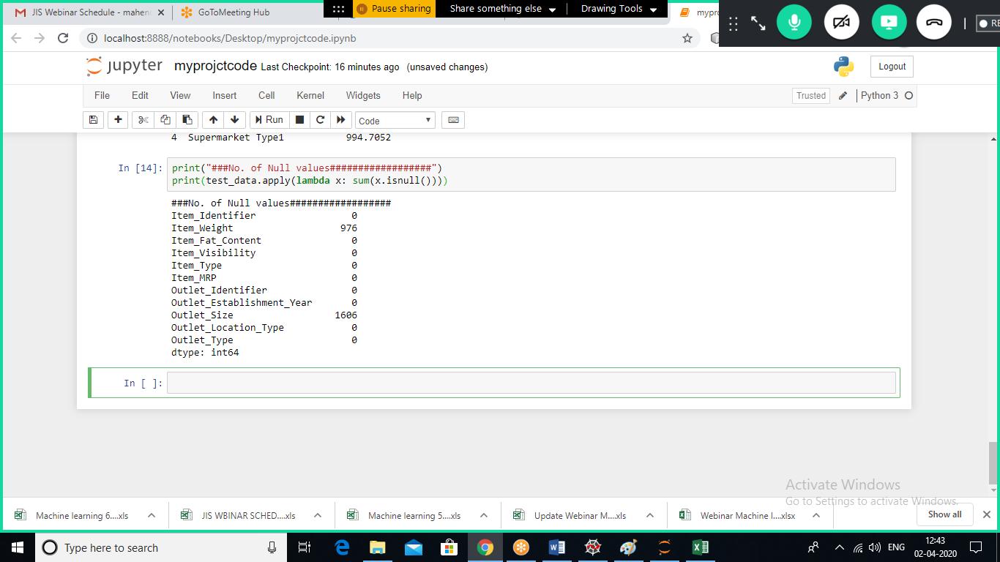 Pause sharing Share something else Drawing Tools
JIS Webinar Schedule - mahen GoToMeeting Hub mypro RE
localhost:8888/notebooks/Desktop/myprojctcode.ipynb
jupyter myprojctcode Last Checkpoint: 16 minutes ago (unsaved changes) Logout
File Edit View Insert Cell Kernel Widgets Help Trusted Python 3
Run Code
4 Supermarket Type1 994.7052
In [14]: print("###No. of Null values##################")
print(test_data.apply(lambda x: sum(x.isnull())))
###No. of Null values##################
Item_Identifier 0
Item_Weight 976
Item_Fat_Content 0
Item_Visibility 0
Item_Type 0
Item_MRP 0
Outlet_Identifier 0
Outlet_Establishment_Year 0
Outlet_Size 1606
Outlet_Location_Type 0
Outlet_Type 0
dtype: int64
In [ ]:
Activate Windows
Go to Settings to activate Windows.
Machine learning 6....xls JIS WBINAR SCHED....xls Machine learning 5....xls Update Webinar M....xls Webinar Machine l....xlsx Show all
Type here to search ENG 12:43
02-04-2020